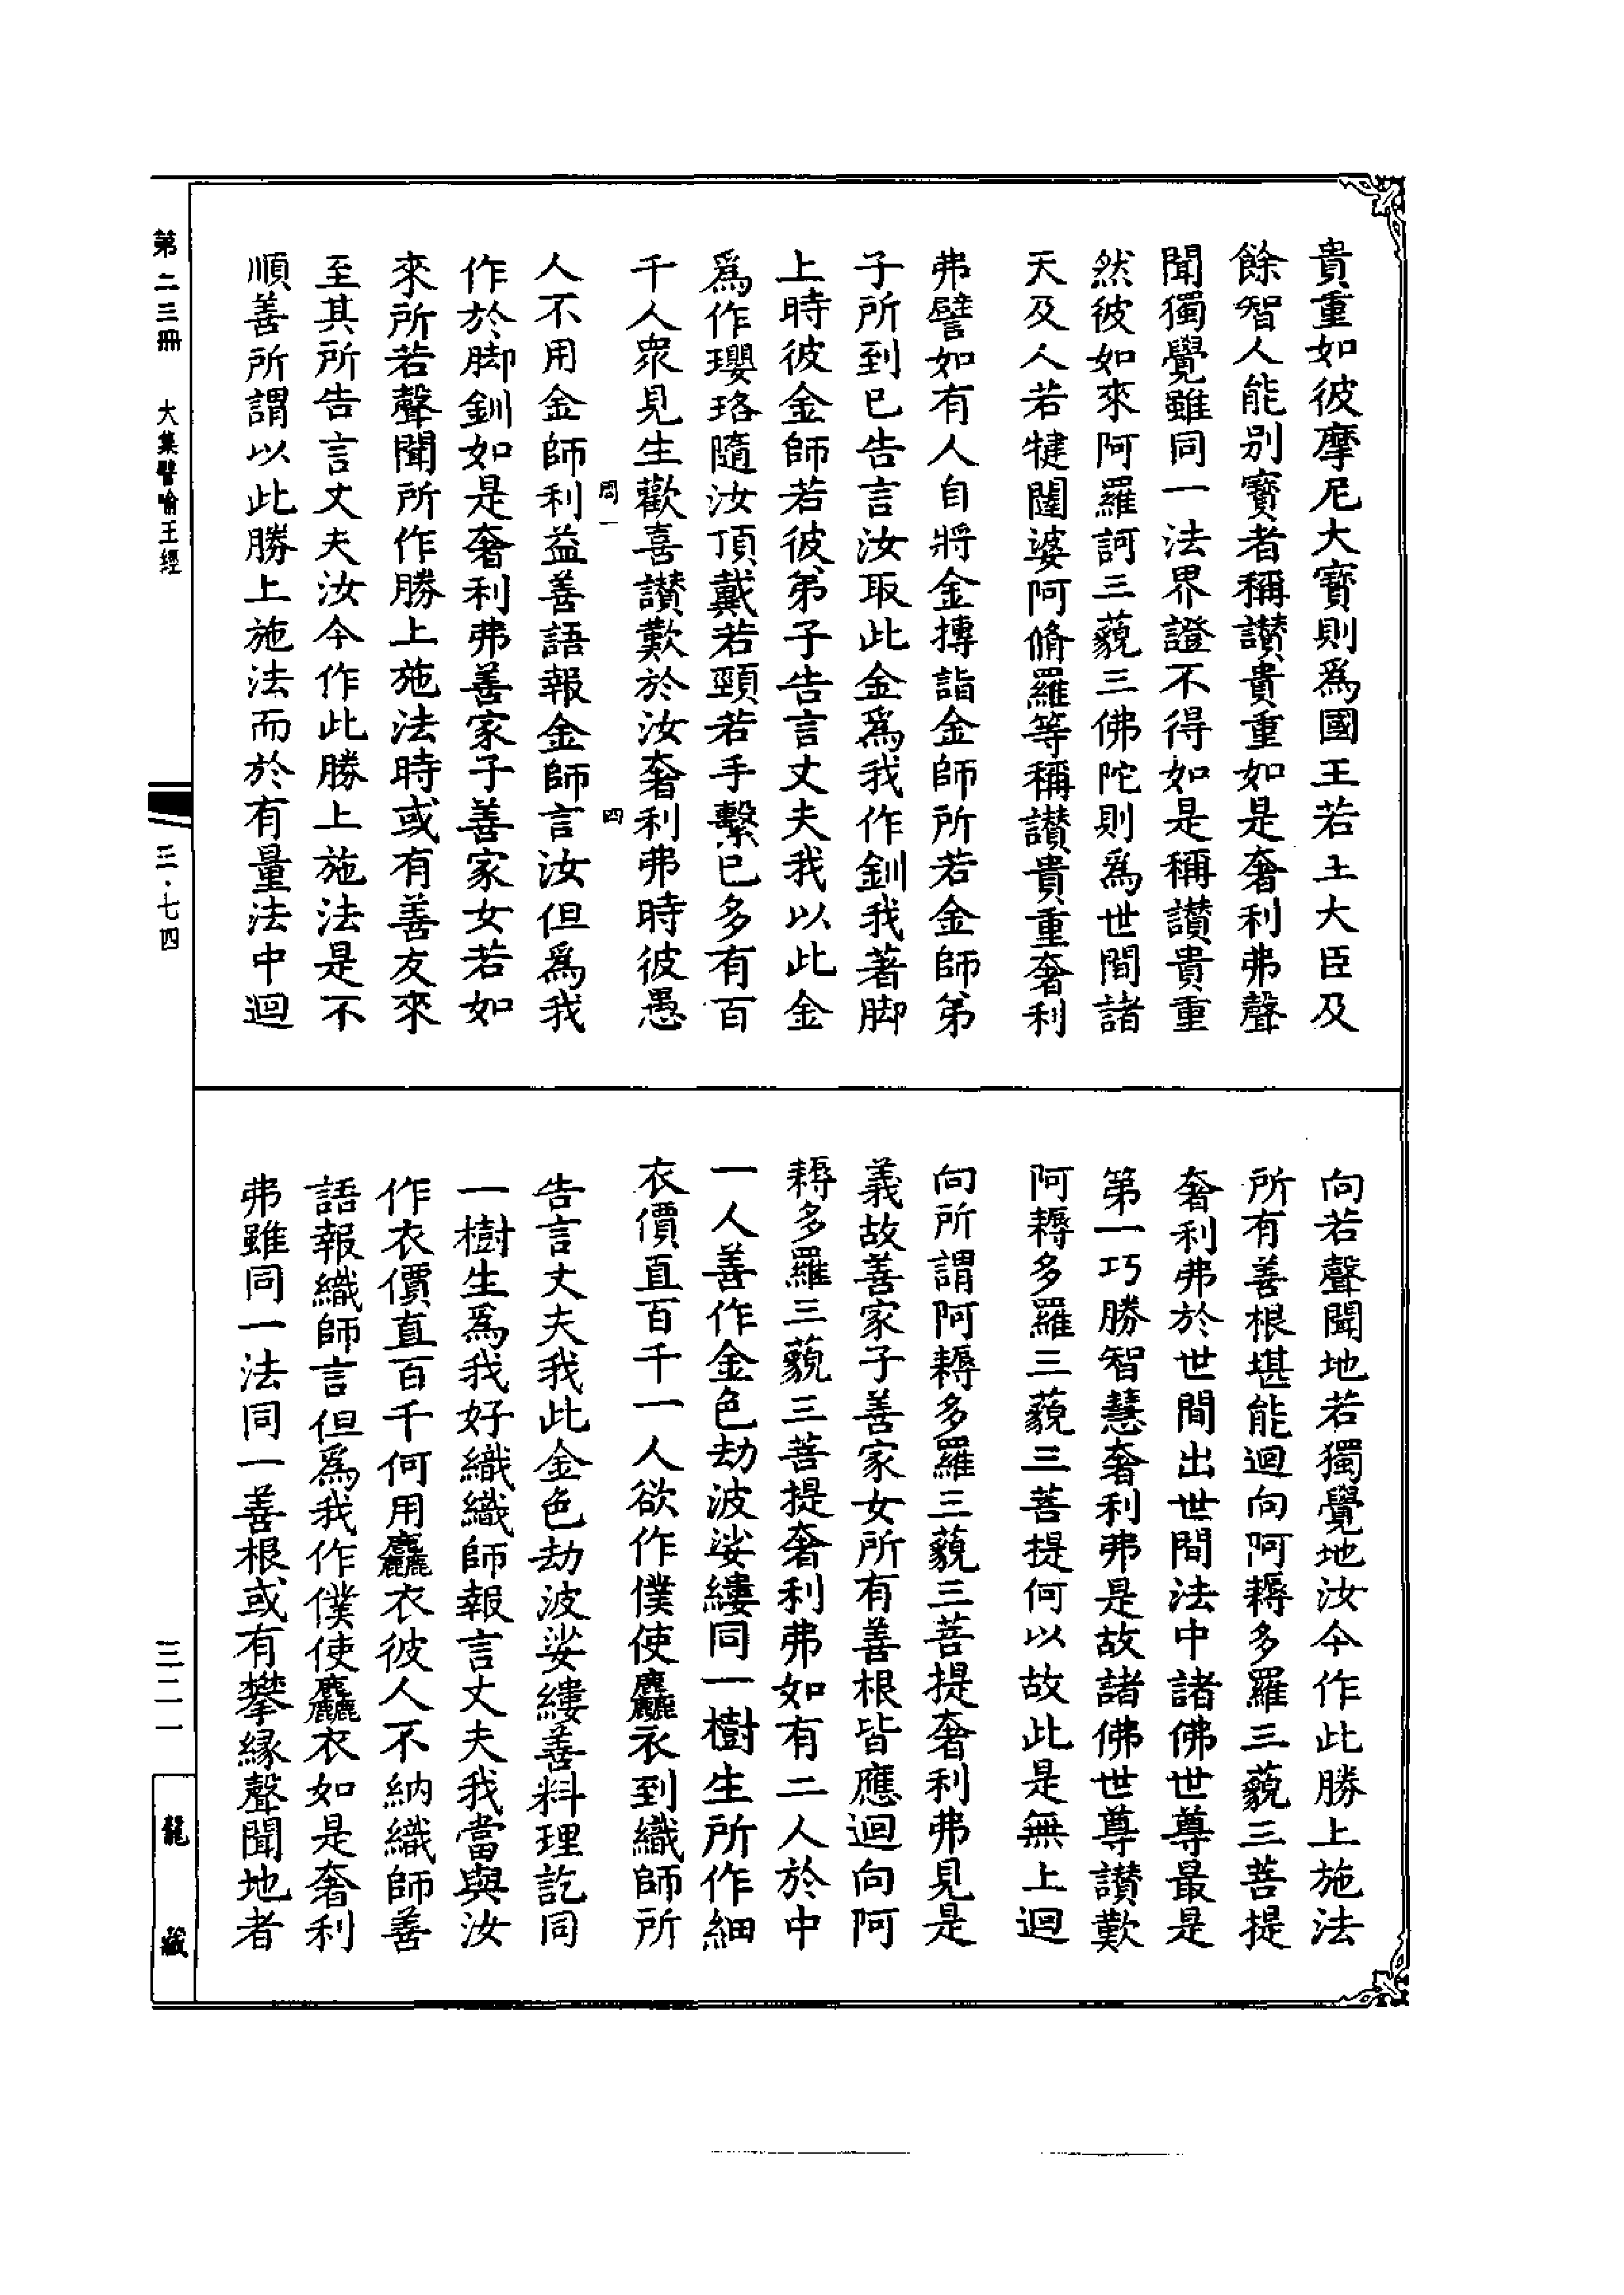 貴重如彼摩尼大寳則爲國王若王大臣及
餘智人能别寳者稱讃貴重如是奢利弗聲
聞獨覺雖同一法界證不得如是稱讃貴重
然彼如來阿羅訶三藐三佛陀則爲世間諸
天及人若犍闥婆阿脩羅等稱讃貴重奢利
弗譬如有人自將金摶詣金師所若金師弟
子所到已告言汝取此金爲我作釧我著脚
上時彼金師若彼弟子告言丈夫我以此金
爲作瓔珞隨汝頂戴若頸若手繫已多有百
千人衆見生歡喜讃歎於汝奢利弗時彼愚
周一 四
人不用金師利益善語報金師言汝但爲我
作於脚釧如是奢利弗善家子善家女若如
來所若聲聞所作勝上施法時或有善友來
至其所告言丈夫汝今作此勝上施法是不
順善所謂以此勝上施法而於有量法中迴
向若聲聞地若獨覺地汝今作此勝上施法
所有善根堪能迴向阿耨多羅三藐三菩提
奢利弗於世間出世間法中諸佛世尊最是
第一巧勝智慧奢利弗是故諸佛世尊讃歎
阿耨多羅三藐三菩提何以故此是無上迴
向所謂阿耨多羅三藐三菩提奢利弗見是
義故善家子善家女所有善根皆應迴向阿
耨多羅三藐三菩提奢利弗如有二人於中
一人善作金色劫波娑縷同一樹生所作細
衣價直百千一人欲作僕使麤衣到織師所
告言丈夫我此金色劫波娑縷善料理訖同
一樹生爲我好織織師報言丈夫我當與汝
作衣價直百千何用麤衣彼人不納織師善
語報織師言但爲我作僕使麤衣如是奢利
弗雖同一法同一善根或有攀縁聲聞地者
第二三冊 大集譬喻王經 三·七四 三二一 龍藏